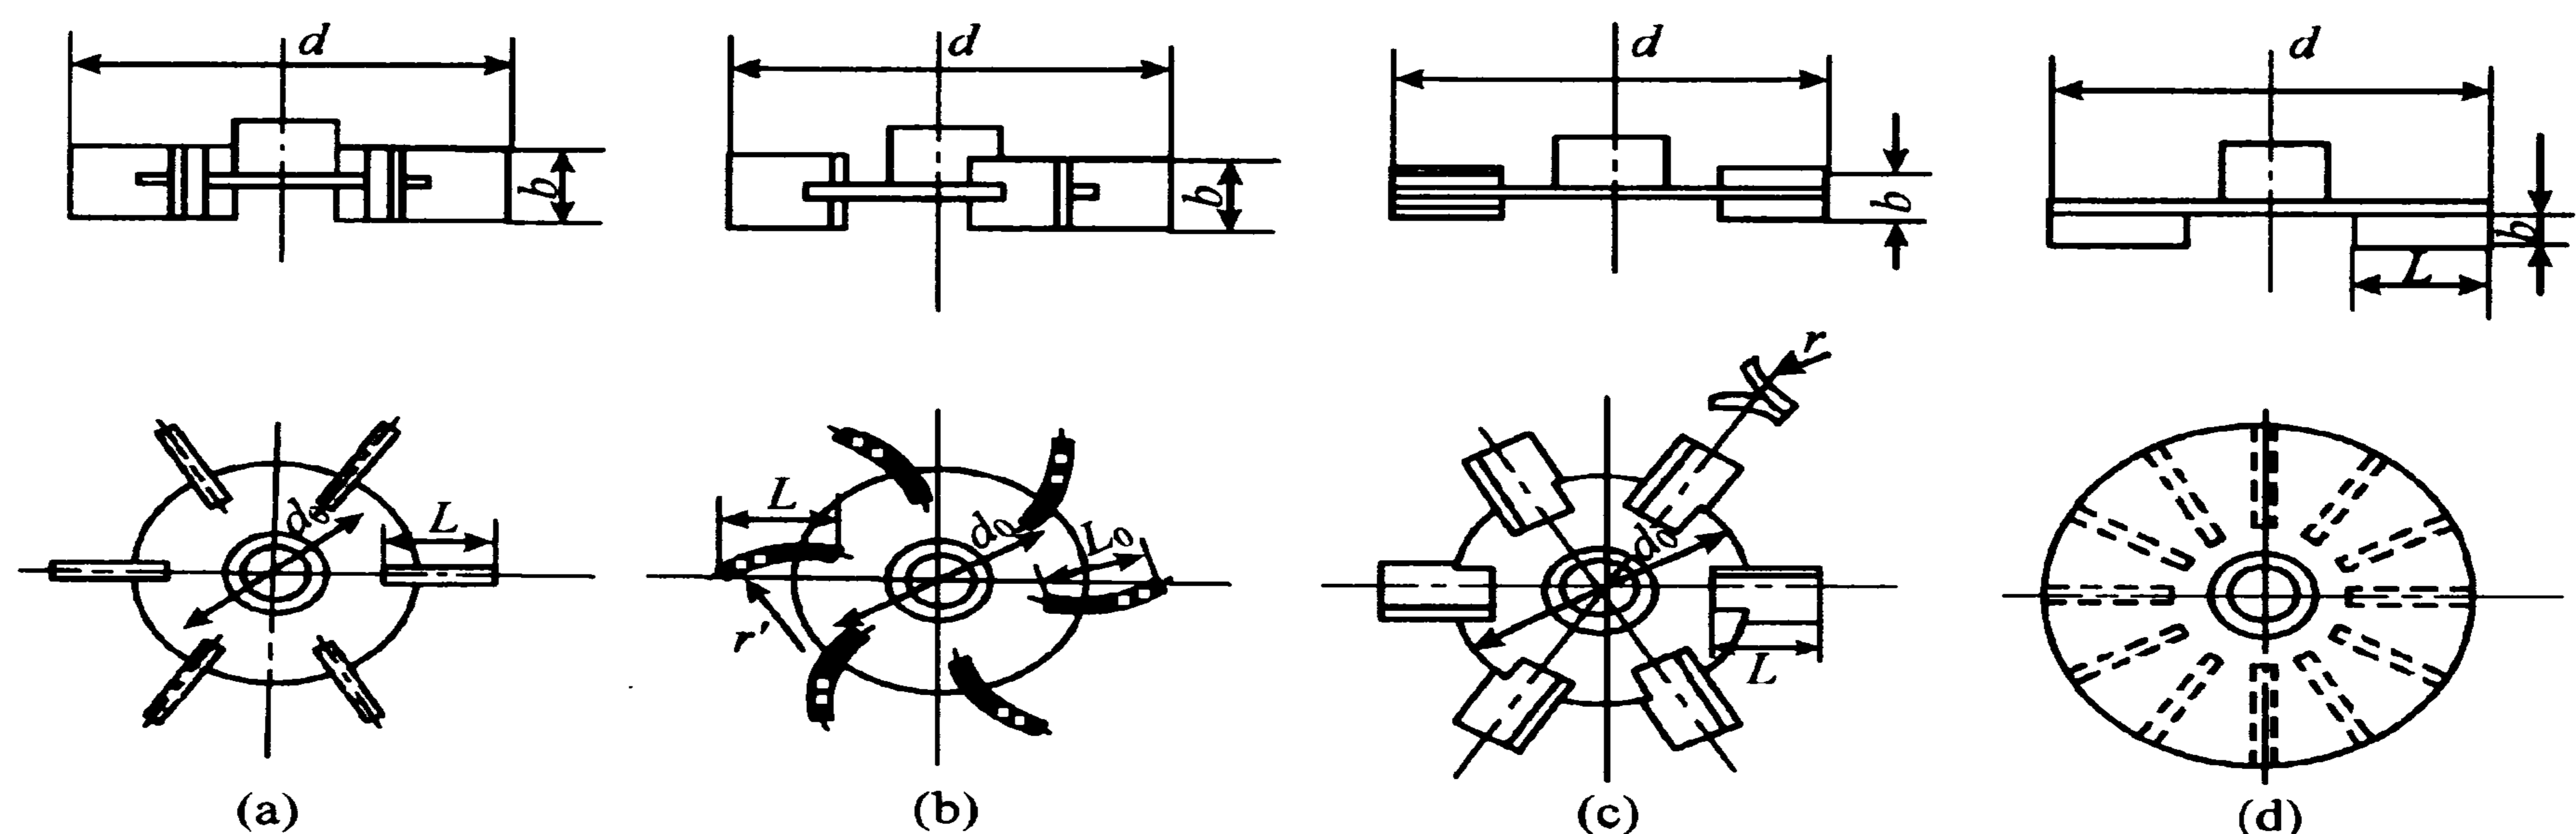 d d d d
b b b b
L
r
d₀ L
L d₀ L₀
r'
d₀
L
(a) (b) (c) (d)